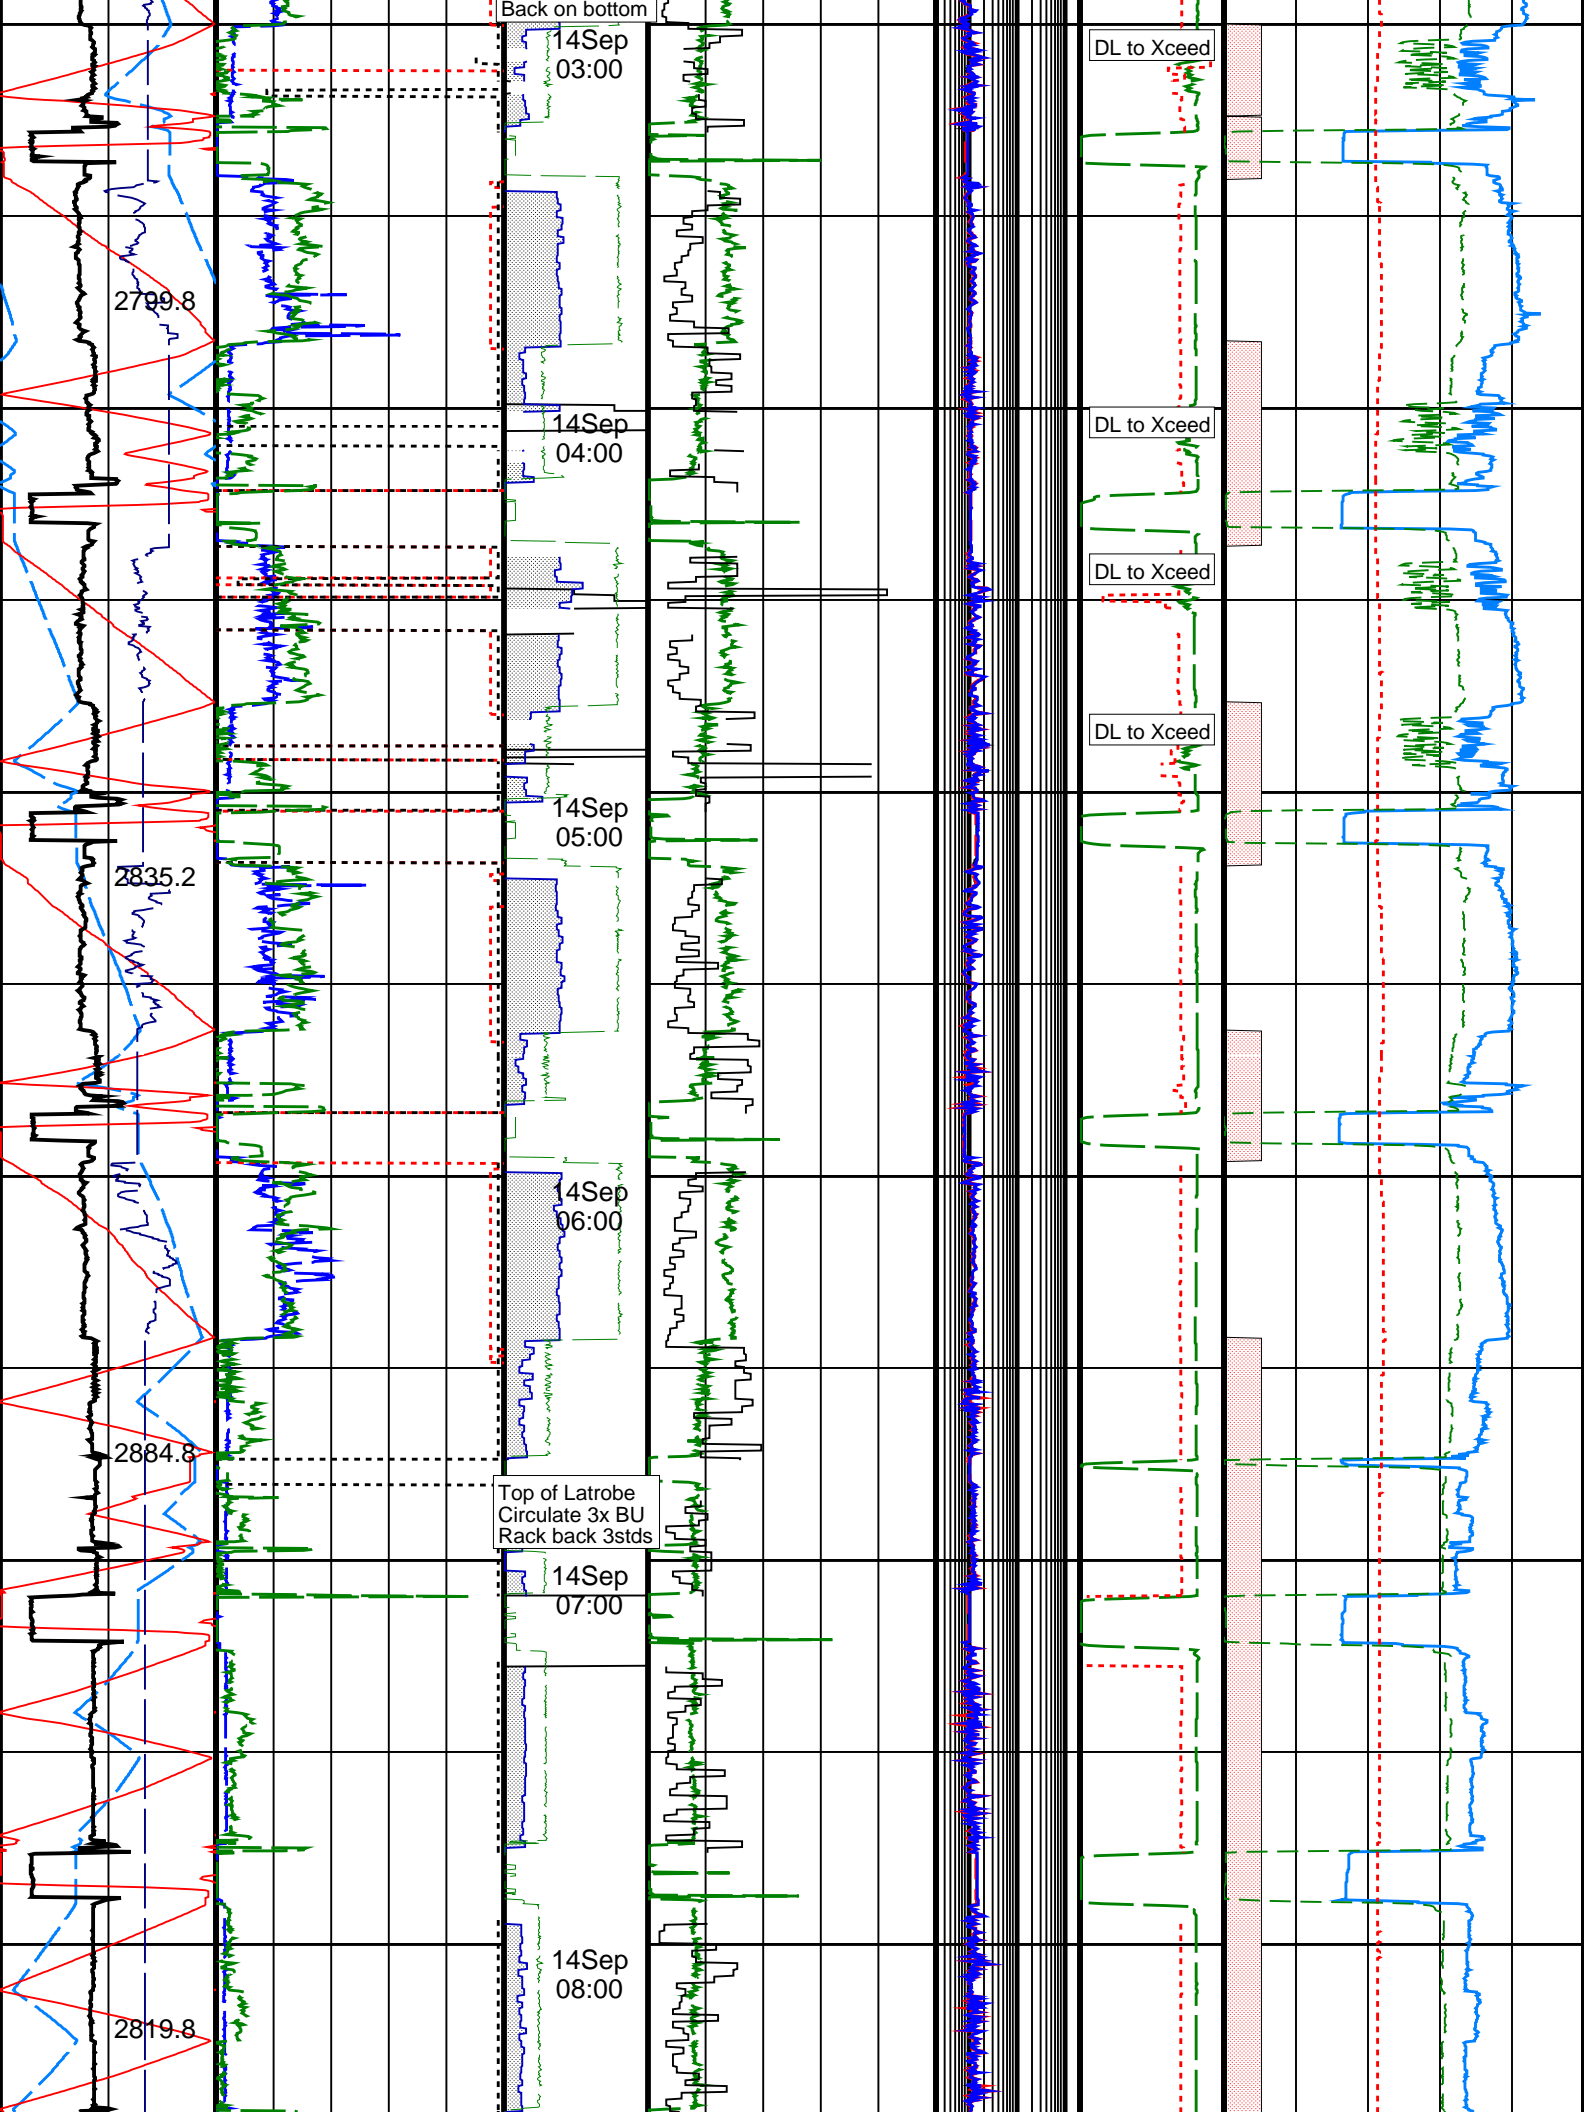 Back on bottom
14Sep
03:00
DL to Xceed
2799.8
14Sep
04:00
DL to Xceed
DL to Xceed
DL to Xceed
14Sep
05:00
2835.2
14Sep
06:00
2884.8
Top of Latrobe
Circulate 3x BU
Rack back 3stds
14Sep
07:00
14Sep
08:00
2819.8